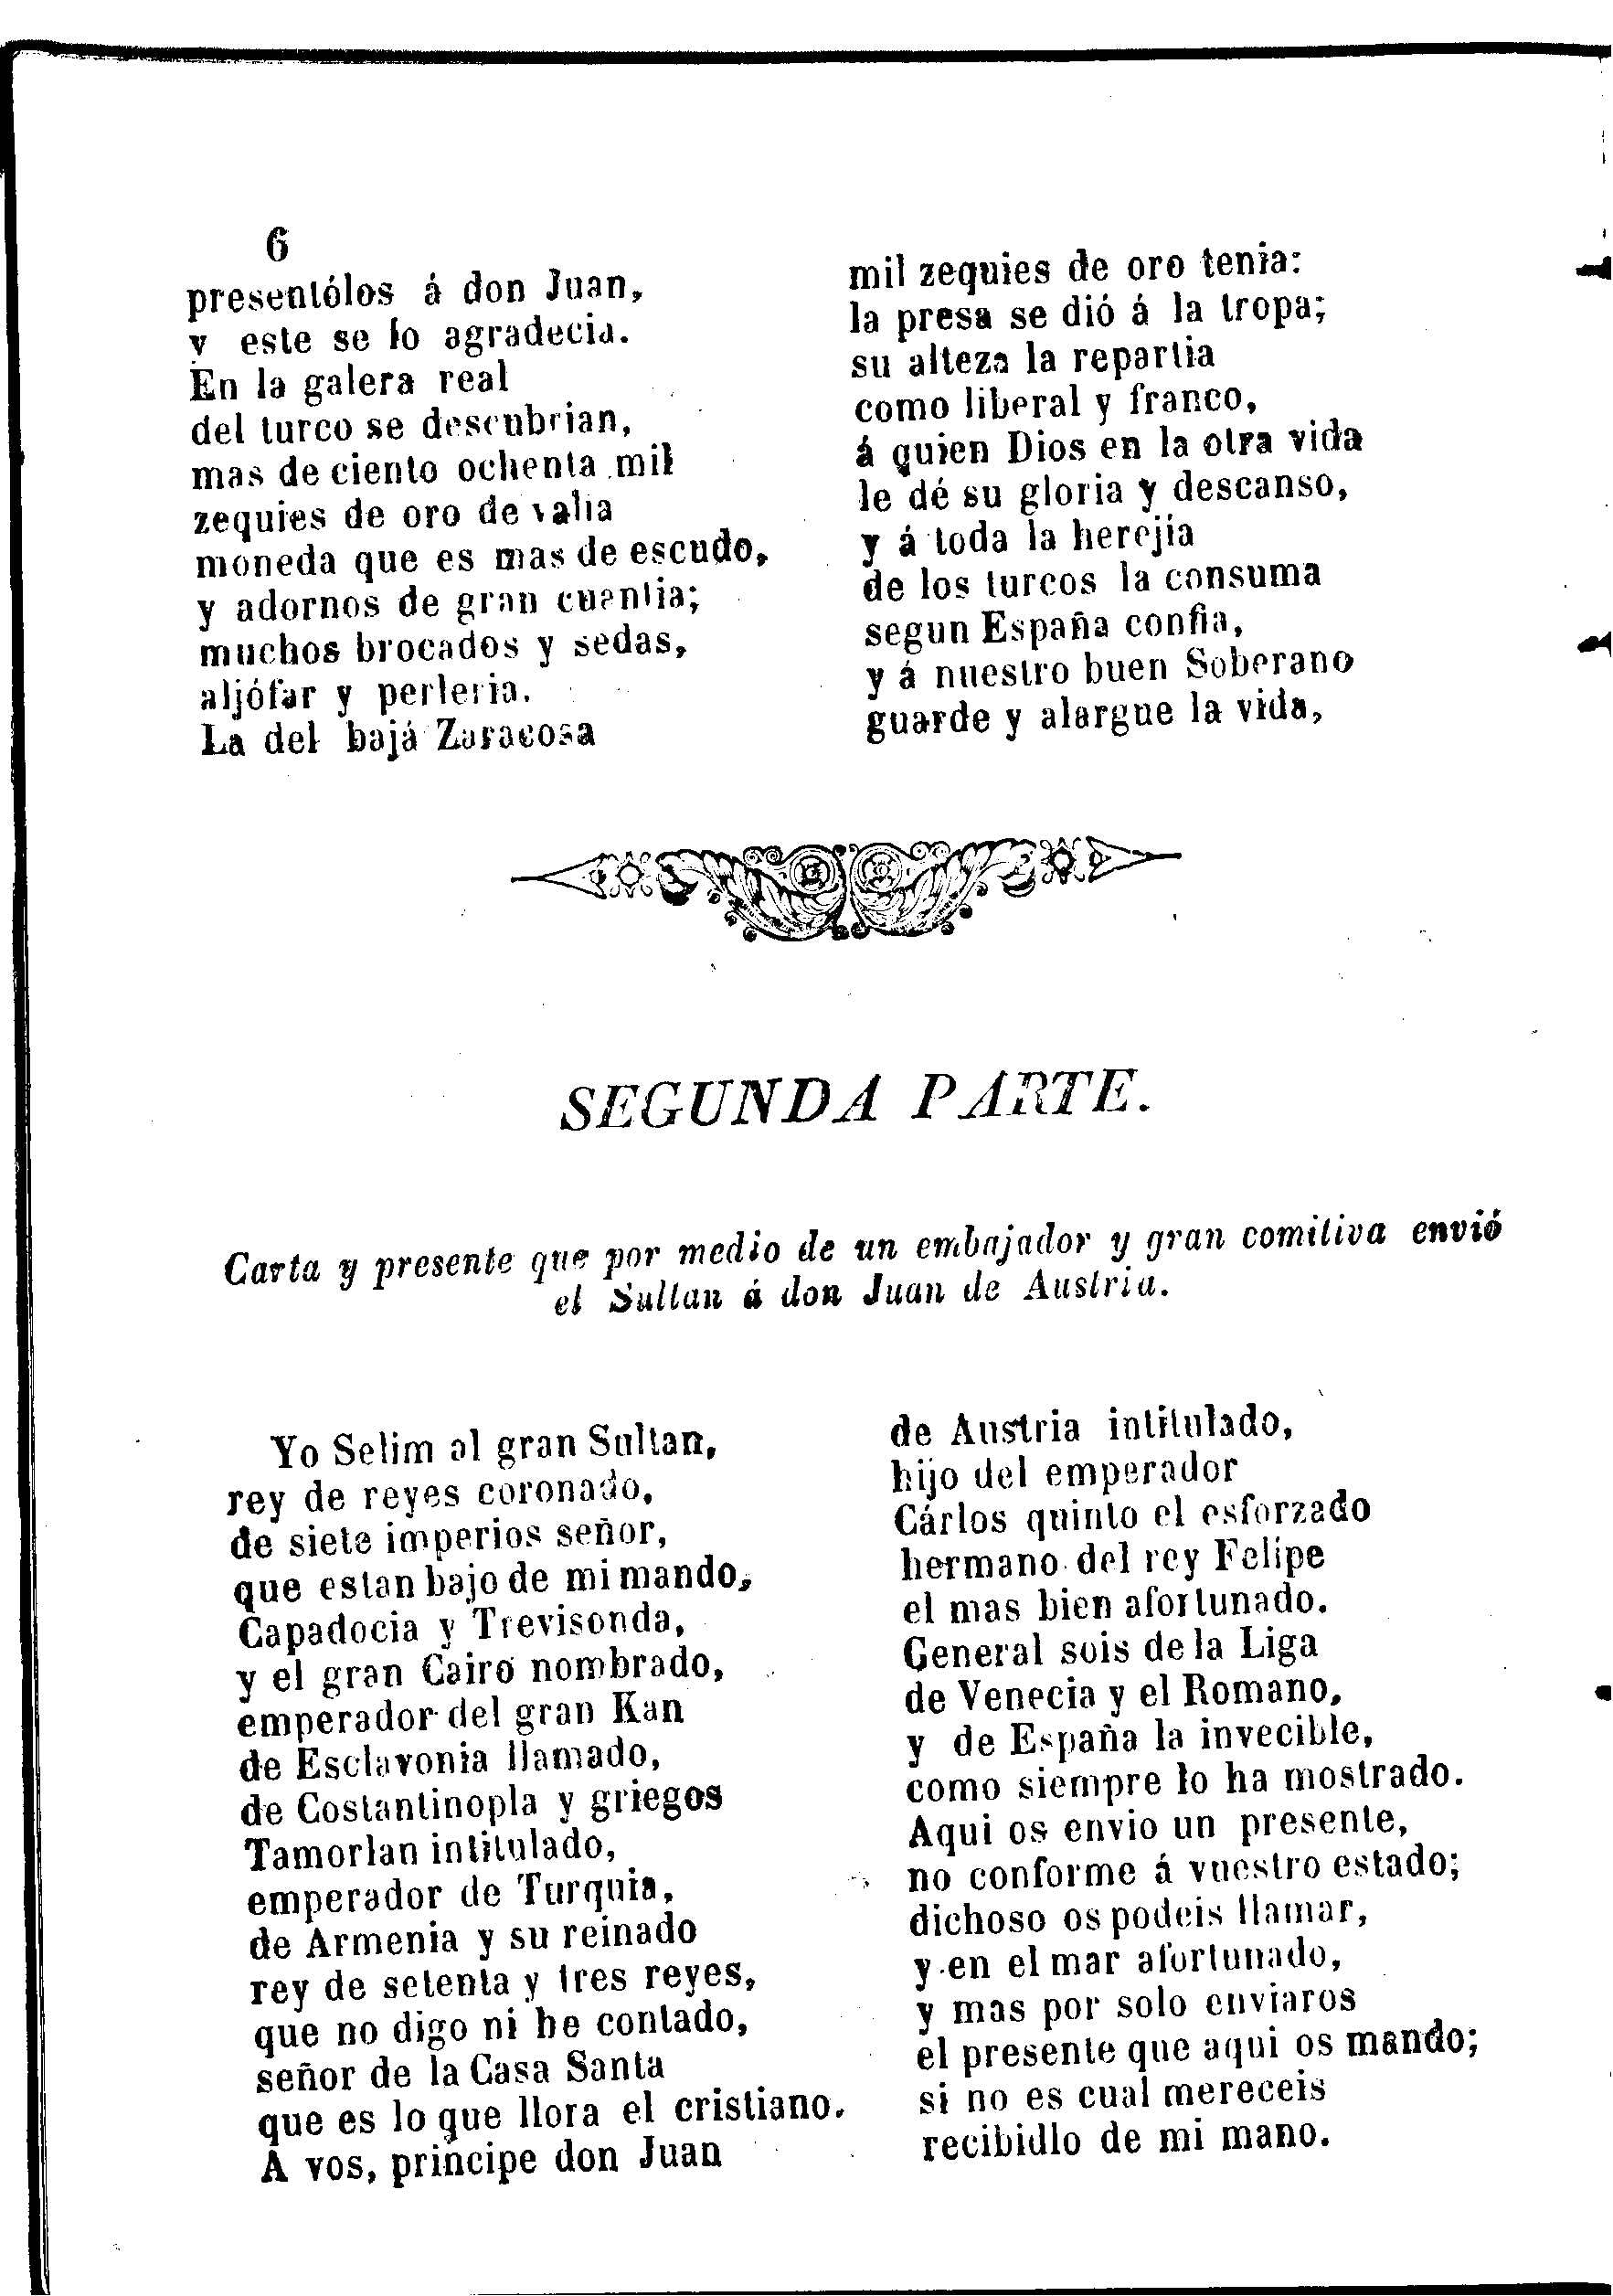 6
presentólos á don Juan,
y este se lo agradecia.
En la galera real
del turco se descubrian,
mas de ciento ochenta mil
zequies de oro de valia
moneda que es mas de escudo,
y adornos de gran cuantia;
muchos brocados y sedas,
aljófar y perleria.
La del bajá Zaracosa
mil zequies de oro tenia:
la presa se dió á la tropa;
su alteza la repartia
como liberal y franco,
á quien Dios en la otra vida
le dé su gloria y descanso,
y á toda la herejía
de los turcos la consuma
segun España confia,
y á nuestro buen Soberano
guarde y alargue la vida,
SEGUNDA PARTE.
Carta y presente que por medio de un embajador y gran comitiva envió
el Sultan á don Juan de Austria.
Yo Selim al gran Sultan,
rey de reyes coronado,
de siete imperios señor,
que estan bajo de mi mando,
Capadocia y Trevisonda,
y el gran Cairo nombrado,
emperador del gran Kan
de Esclavonia llamado,
de Costantinopla y griegos
Tamorlan intitulado,
emperador de Turquia,
de Armenia y su reinado
rey de setenta y tres reyes,
que no digo ni he contado,
señor de la Casa Santa
que es lo que llora el cristiano.
A vos, príncipe don Juan
de Austria intitulado,
hijo del emperador
Cárlos quinto el esforzado
hermano del rey Felipe
el mas bien afortunado.
General sois de la Liga
de Venecia y el Romano,
y de España la invecible,
como siempre lo ha mostrado.
Aqui os envio un presente,
no conforme á vuestro estado;
dichoso os podeis llamar,
y en el mar afortunado,
y mas por solo enviaros
el presente que aqui os mando;
si no es cual mereceis
recibidlo de mi mano.